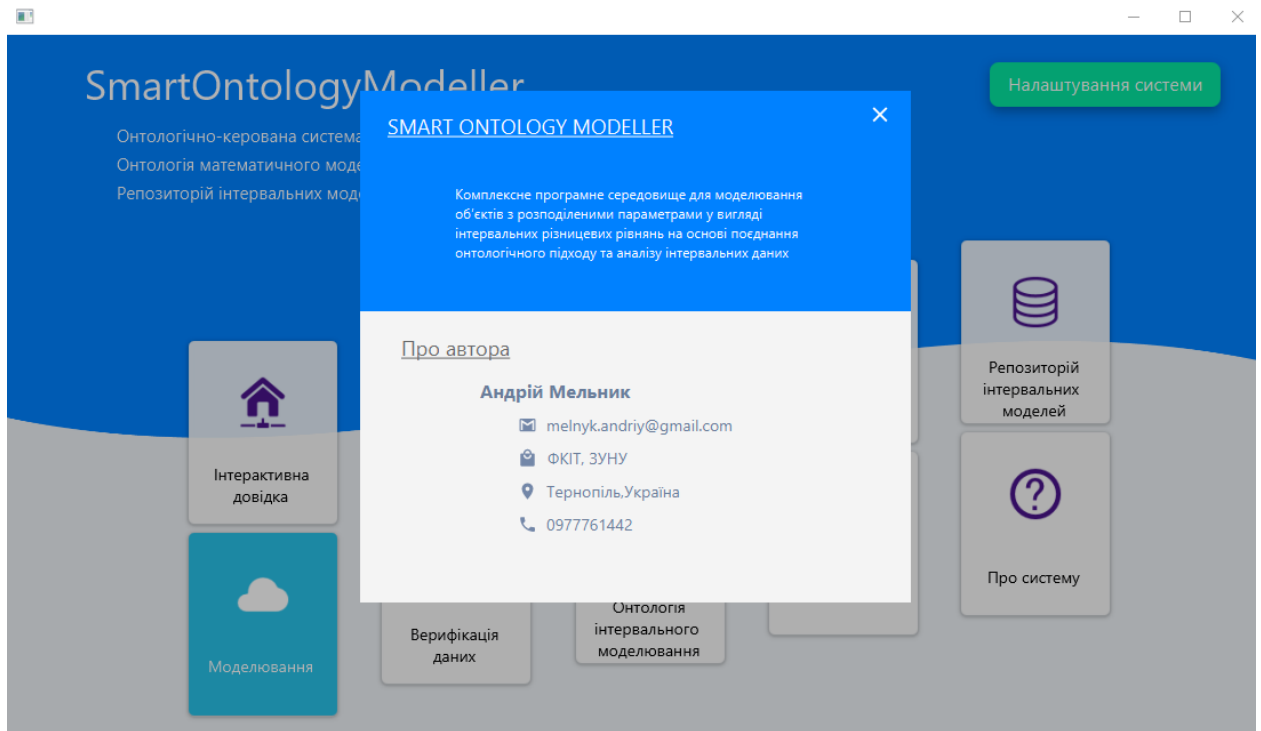 SmartOntologyModeller
Налаштування системи
Онтологічно-керована система
Онтологія математичного
Репозиторій інтервальних
SMART ONTOLOGY MODELLER
Комплексне програмне середовище для моделювання
об'єктів з розподіленими параметрами у вигляді
інтервальних різницевих рівнянь на основі поєднання
онтологічного підходу та аналізу інтервальних даних
Про автора
Андрій Мельник
melnyk.andriy@gmail.com
ФКІТ, ЗУНУ
Тернопіль,Україна
0977761442
Інтерактивна
довідка
Моделювання
Верифікація
даних
Онтологія
інтервального
моделювання
Репозиторій
інтервальних
моделей
Про систему